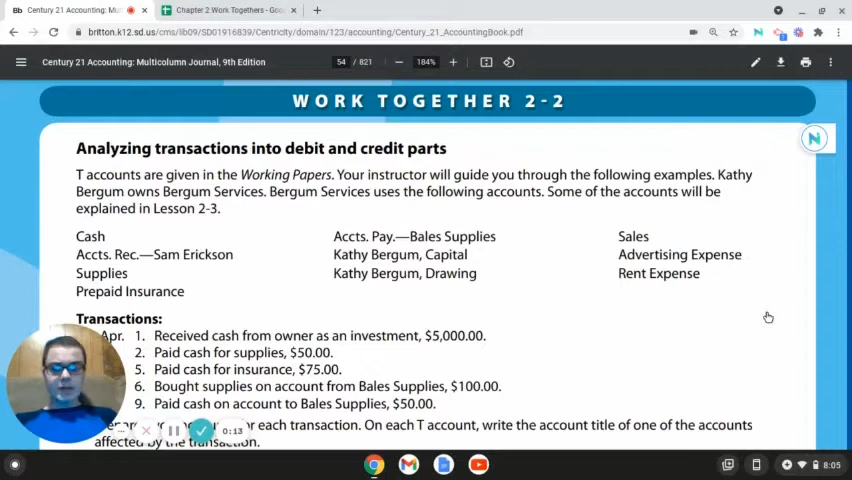 Bb Century 21 Accounting: Mu
Chapter 2 Work Togethers - Goo
britton.k12.sd.us/cms/lib09/SD01916839/Centricity/domain/123/accounting/Century_21_AccountingBook.pdf
Century 21 Accounting: Multicolumn Journal, 9th Edition
54 / 821
184%
WORK TOGETHER 2-2
Analyzing transactions into debit and credit parts
T accounts are given in the Working Papers. Your instructor will guide you through the following examples. Kathy
Bergum owns Bergum Services. Bergum Services uses the following accounts. Some of the accounts will be
explained in Lesson 2-3.
Cash
Accts. Rec.—Sam Erickson
Supplies
Prepaid Insurance
Accts. Pay.—Bales Supplies
Kathy Bergum, Capital
Kathy Bergum, Drawing
Sales
Advertising Expense
Rent Expense
Transactions:
Apr. 1. Received cash from owner as an investment, $5,000.00.
2. Paid cash for supplies, $50.00.
5. Paid cash for insurance, $75.00.
6. Bought supplies on account from Bales Supplies, $100.00.
9. Paid cash on account to Bales Supplies, $50.00.
for each transaction. On each T account, write the account title of one of the accounts
affected by the transaction.
0:13
8:05